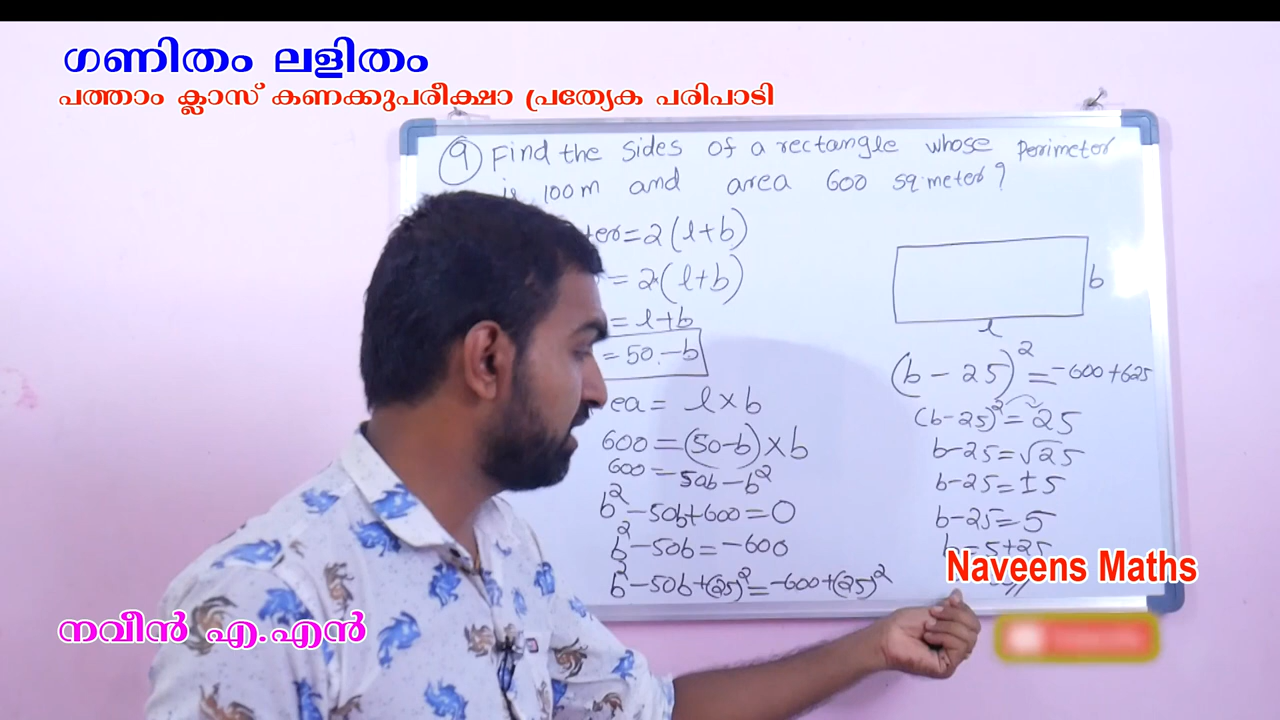 ഗണിതം ലളിതം
പത്താം ക്ലാസ് കണക്കുപരീക്ഷാ പ്രത്യേക പരിപാടി
9 Find the sides of a rectangle whose perimeter
is 100m and area 600 sq.meter?
ter=2(l+b)
= 2(l+b)
= l+b
= 50-b
ea = l×b
600 = (50-b)×b
600 = 50b-b²
b²-50b+600=0
b²-50b=-600
b²-50b+(25)²=-600+(25)²
b
l
(b-25)²=-600+625
(b-25)²=25
b-25=√25
b-25=±5
b-25=5
b=5+25
Naveens Maths
നവീൻ എ.എൻ